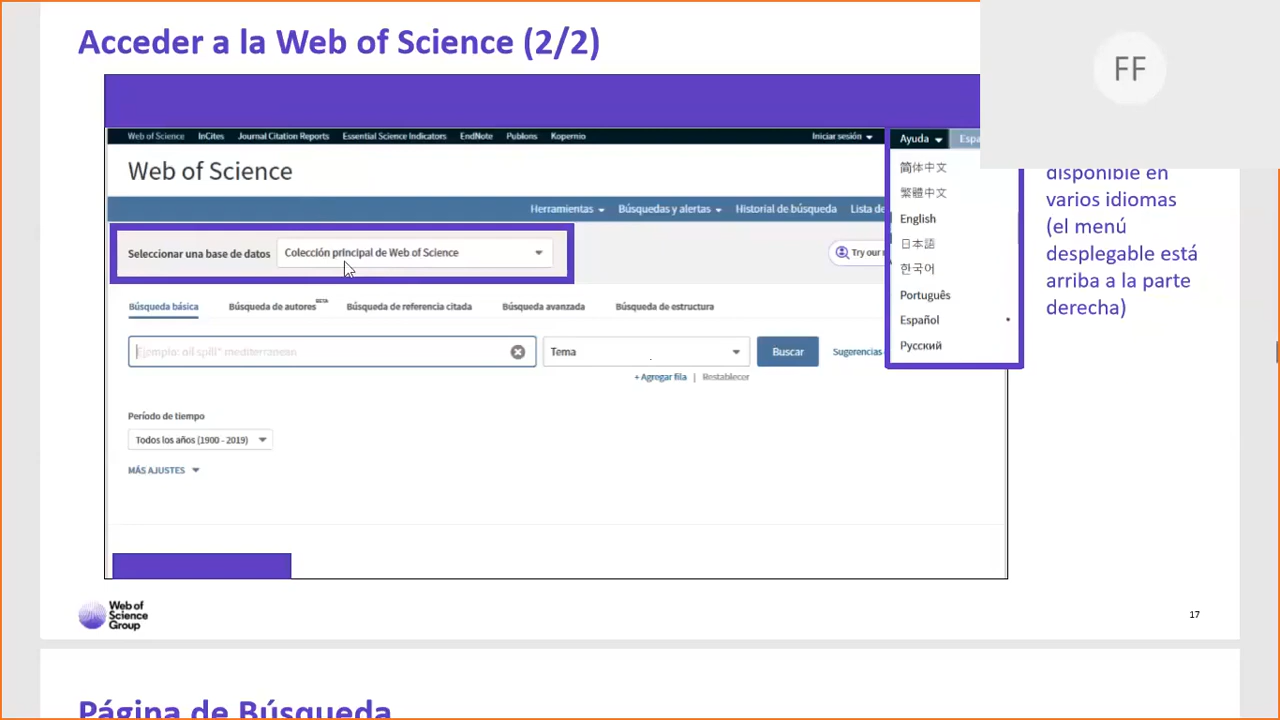 Acceder a la Web of Science (2/2)
FF
Web of Science InCites Journal Citation Reports Essential Science Indicators EndNote Publons Kopernio Iniciar sesión Ayuda
Web of Science
Herramientas Búsquedas y alertas Historial de búsqueda Lista de
Seleccionar una base de datos Colección principal de Web of Science Try our
Búsqueda básica Búsqueda de autores BETA Búsqueda de referencia citada Búsqueda avanzada Búsqueda de estructura
Ejemplo: oil spill* mediterranean Tema Buscar Sugerencias
+ Agregar fila | Restablecer
Período de tiempo
Todos los años (1900 - 2019)
MÁS AJUSTES
简体中文
繁體中文
English
日本語
한국어
Português
Español
Русский
disponible en
varios idiomas
(el menú
desplegable está
arriba a la parte
derecha)
Web of
Science
Group
17
Página de Búsqueda